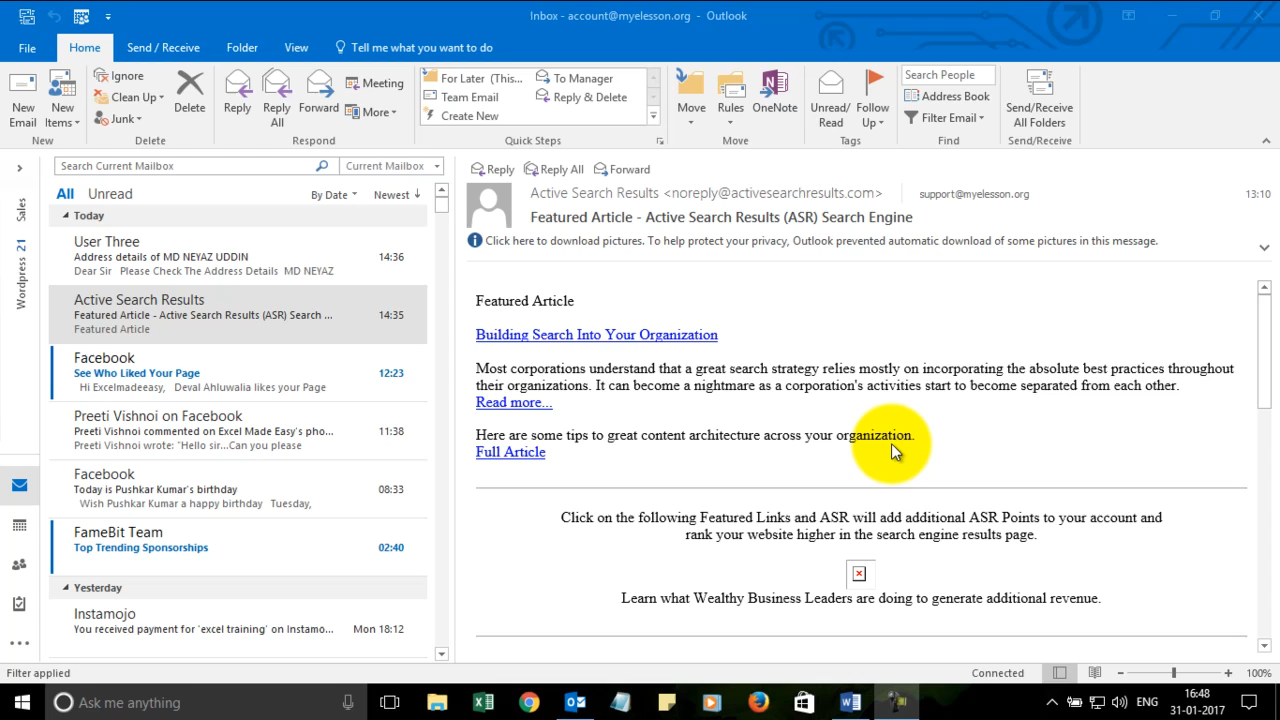 Inbox - account@myelesson.org - Outlook
File Home Send / Receive Folder View Tell me what you want to do
New Email
New Items
New
Ignore
Clean Up
Junk
Delete
Delete
Reply
Reply All
Forward
Meeting
More
Respond
For Later (This...
To Manager
Team Email
Reply & Delete
Create New
Quick Steps
Move
Rules
OneNote
Move
Unread/ Read
Follow Up
Tags
Search People
Address Book
Filter Email
Find
Send/Receive All Folders
Send/Receive
Sales
Wordpress 21
Search Current Mailbox Current Mailbox
All Unread By Date Newest
Today
User Three
Address details of MD NEYAZ UDDIN 14:36
Dear Sir Please Check The Address Details MD NEYAZ
Active Search Results
Featured Article - Active Search Results (ASR) Search ... 14:35
Featured Article
Facebook
See Who Liked Your Page 12:23
Hi Excelmadeeasy, Deval Ahluwalia likes your Page
Preeti Vishnoi on Facebook
Preeti Vishnoi commented on Excel Made Easy's pho... 11:38
Preeti Vishnoi wrote: "Hello sir...Can you please
Facebook
Today is Pushkar Kumar's birthday 08:33
Wish Pushkar Kumar a happy birthday Tuesday,
FameBit Team
Top Trending Sponsorships 02:40
Yesterday
Instamojo
You received payment for 'excel training' on Instamo... Mon 18:12
Reply Reply All Forward
Active Search Results <noreply@activesearchresults.com> support@myelesson.org 13:10
Featured Article - Active Search Results (ASR) Search Engine
Click here to download pictures. To help protect your privacy, Outlook prevented automatic download of some pictures in this message.
Featured Article
Building Search Into Your Organization
Most corporations understand that a great search strategy relies mostly on incorporating the absolute best practices throughout
their organizations. It can become a nightmare as a corporation's activities start to become separated from each other.
Read more...
Here are some tips to great content architecture across your organization.
Full Article
Click on the following Featured Links and ASR will add additional ASR Points to your account and
rank your website higher in the search engine results page.
Learn what Wealthy Business Leaders are doing to generate additional revenue.
Filter applied Connected 100%
Ask me anything ENG 16:48
31-01-2017